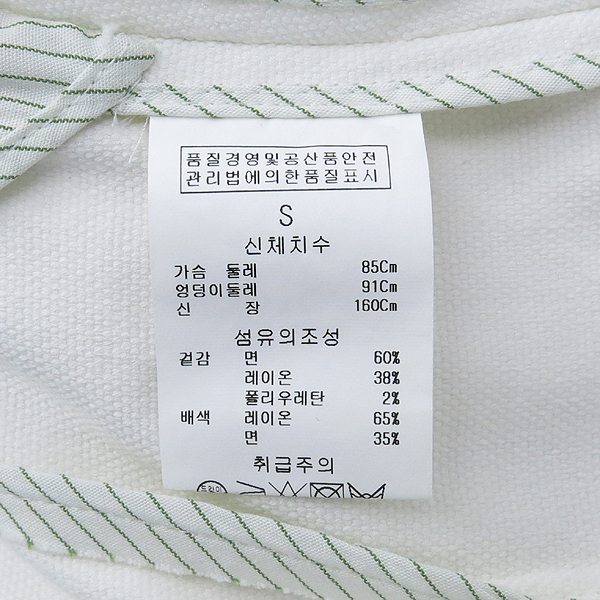 품질경영및공산품안전
관리법에의한품질표시
S
신체치수
가슴 둘레 85Cm
엉덩이둘레 91Cm
신 장 160Cm
섬유의조성
겉감 면 60%
레이온 38%
폴리우레탄 2%
배색 레이온 65%
면 35%
취급주의
드라이